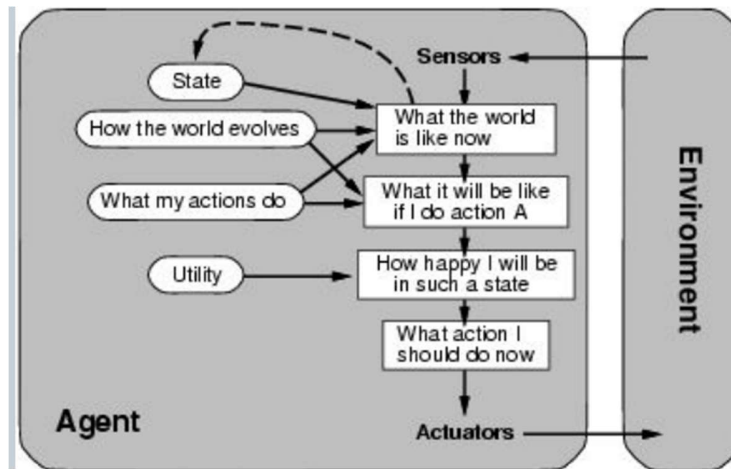 Sensors
State
What the world
is like now
How the world evolves
What my actions do
What it will be like
if I do action A
Utility
How happy I will be
in such a state
What action I
should do now
Agent
Actuators
Environment